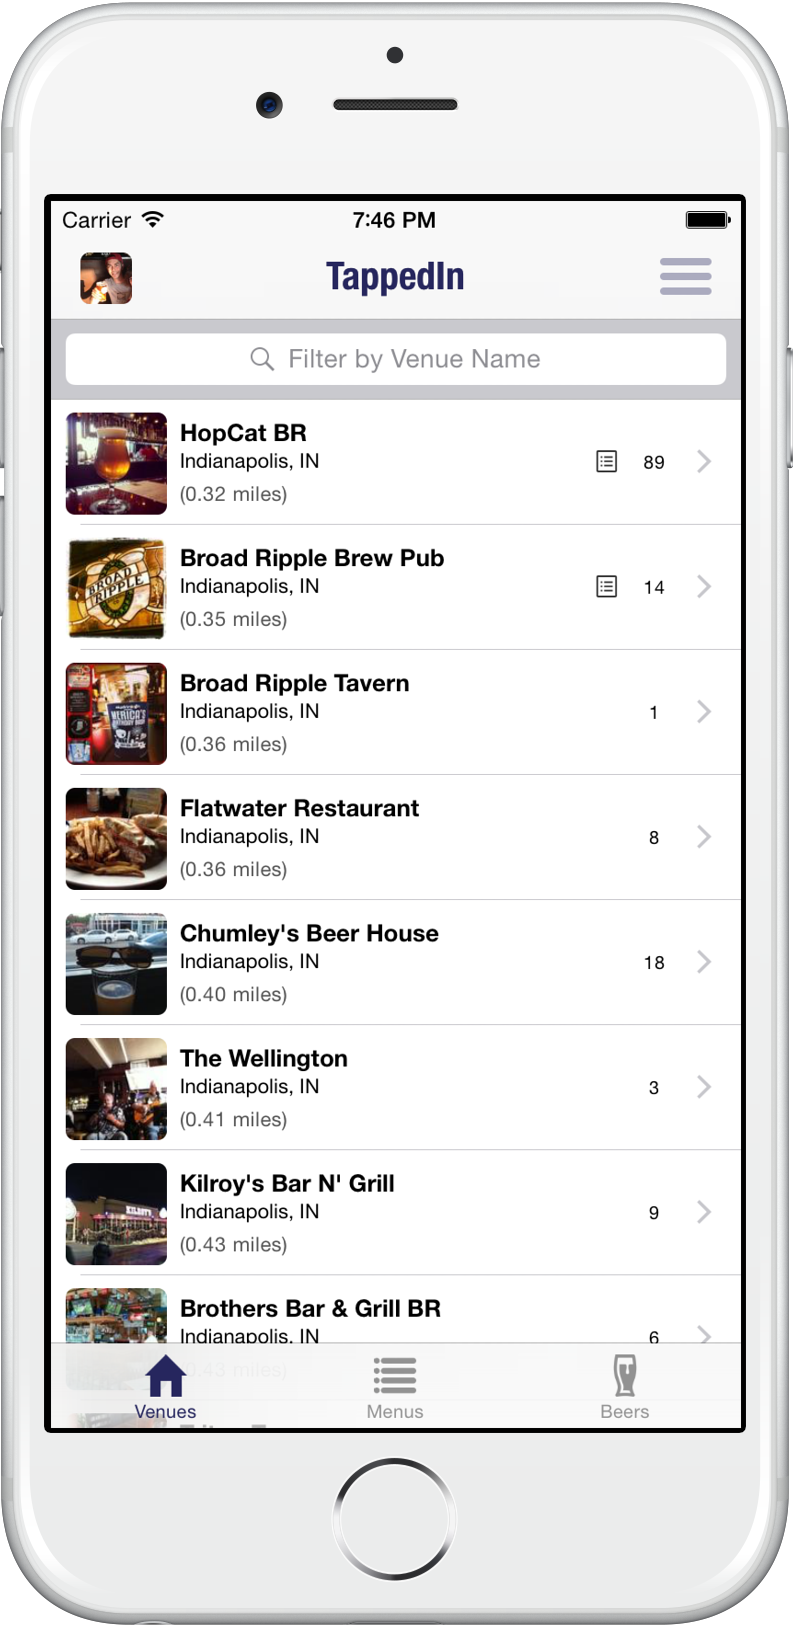 Carrier 7:46 PM
TappedIn
Filter by Venue Name
HopCat BR
Indianapolis, IN
89
(0.32 miles)
BROAD RIPPLE
Broad Ripple Brew Pub
Indianapolis, IN
14
(0.35 miles)
Broad Ripple Tavern
Indianapolis, IN
1
(0.36 miles)
Flatwater Restaurant
Indianapolis, IN
8
(0.36 miles)
Chumley's Beer House
Indianapolis, IN
18
(0.40 miles)
The Wellington
Indianapolis, IN
3
(0.41 miles)
KILROY'S
Kilroy's Bar N' Grill
Indianapolis, IN
9
(0.43 miles)
Brothers Bar & Grill BR
Indianapolis, IN
6
(0.43 miles)
Venues Menus Beers